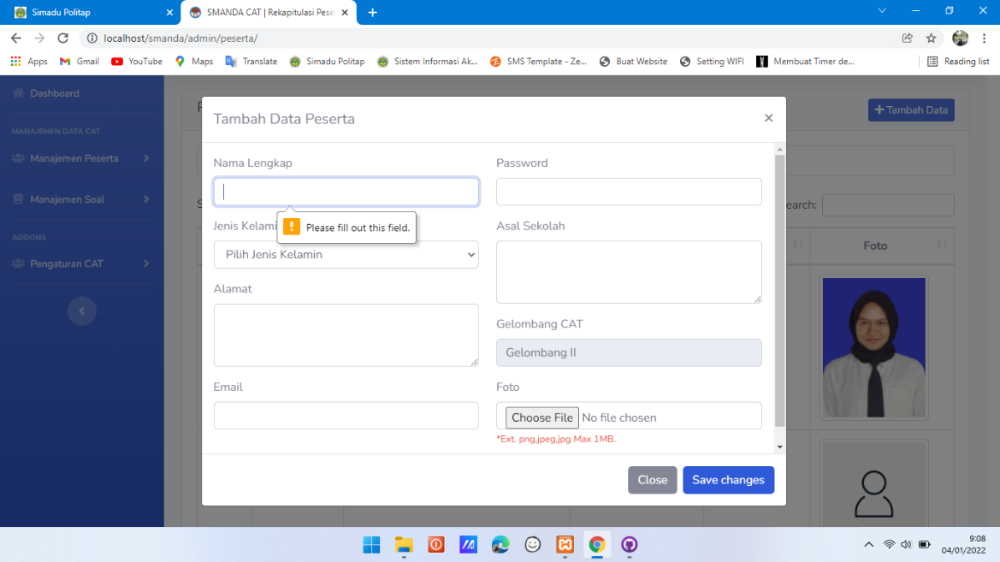 Simadu Politap
SMANDA CAT | Rekapitulasi Pese
localhost/smanda/admin/peserta/
Apps
Gmail
YouTube
Maps
Translate
Simadu Politap
Sistem Informasi Ak...
SMS Template - Ze...
Buat Website
Setting WIFI
Membuat Timer de...
Reading list
Dashboard
MANAJEMEN DATA CAT
Manajemen Peserta
Manajemen Soal
ADDONS
Pengaturan CAT
Tambah Data
earch:
Foto
Tambah Data Peserta
Nama Lengkap
Please fill out this field.
Jenis Kelami
Pilih Jenis Kelamin
Alamat
Email
Password
Asal Sekolah
Gelombang CAT
Gelombang II
Foto
Choose File No file chosen
*Ext. png,jpeg,jpg Max 1MB.
Close
Save changes
9:08
04/01/2022